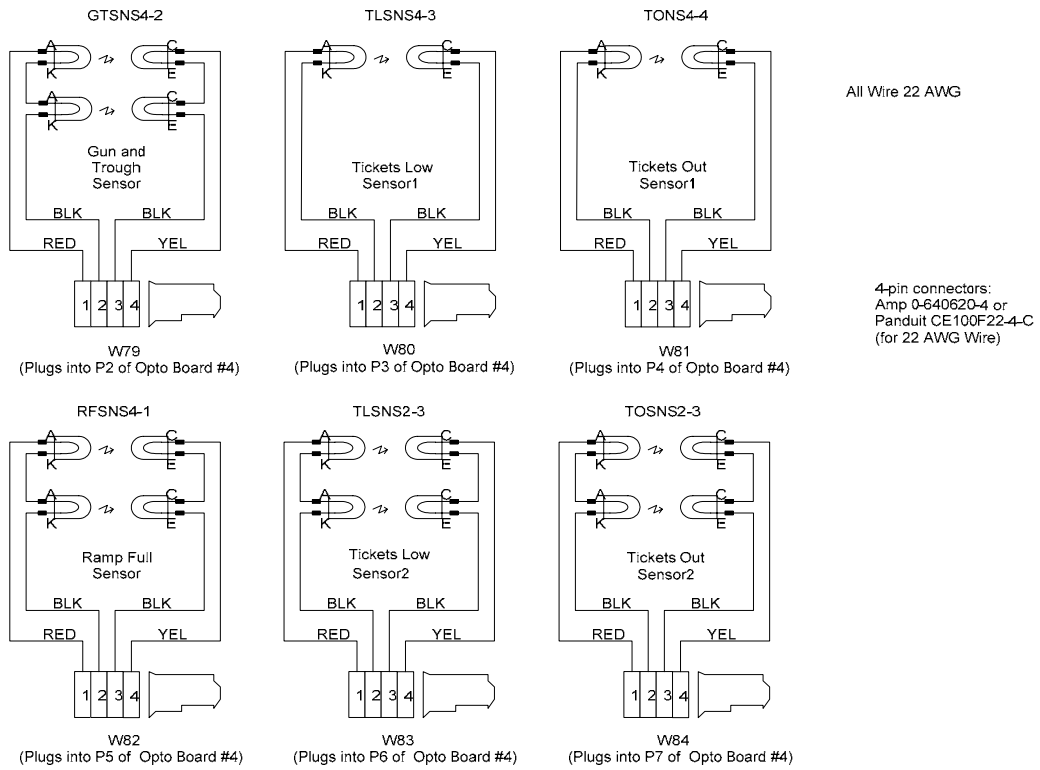 GTSNS4-2
A C
K E
A C
K E
Gun and
Trough
Sensor
BLK BLK
RED YEL
1 2 3 4
W79
(Plugs into P2 of Opto Board #4)
TLSNS4-3
A C
K E
Tickets Low
Sensor1
BLK BLK
RED YEL
1 2 3 4
W80
(Plugs into P3 of Opto Board #4)
TONS4-4
A C
K E
Tickets Out
Sensor1
BLK BLK
RED YEL
1 2 3 4
W81
(Plugs into P4 of Opto Board #4)
All Wire 22 AWG
4-pin connectors:
Amp 0-640620-4 or
Panduit CE100F22-4-C
(for 22 AWG Wire)
RFSNS4-1
A C
K E
A C
K E
Ramp Full
Sensor
BLK BLK
RED YEL
1 2 3 4
W82
(Plugs into P5 of Opto Board #4)
TLSNS2-3
A C
K E
A C
K E
Tickets Low
Sensor2
BLK BLK
RED YEL
1 2 3 4
W83
(Plugs into P6 of Opto Board #4)
TOSNS2-3
A C
K E
A C
K E
Tickets Out
Sensor2
BLK BLK
RED YEL
1 2 3 4
W84
(Plugs into P7 of Opto Board #4)